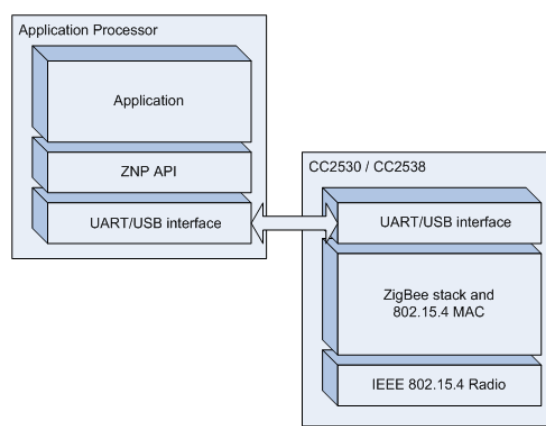 Application Processor
Application
ZNP API
UART/USB interface
CC2530 / CC2538
UART/USB interface
ZigBee stack and
802.15.4 MAC
IEEE 802.15.4 Radio